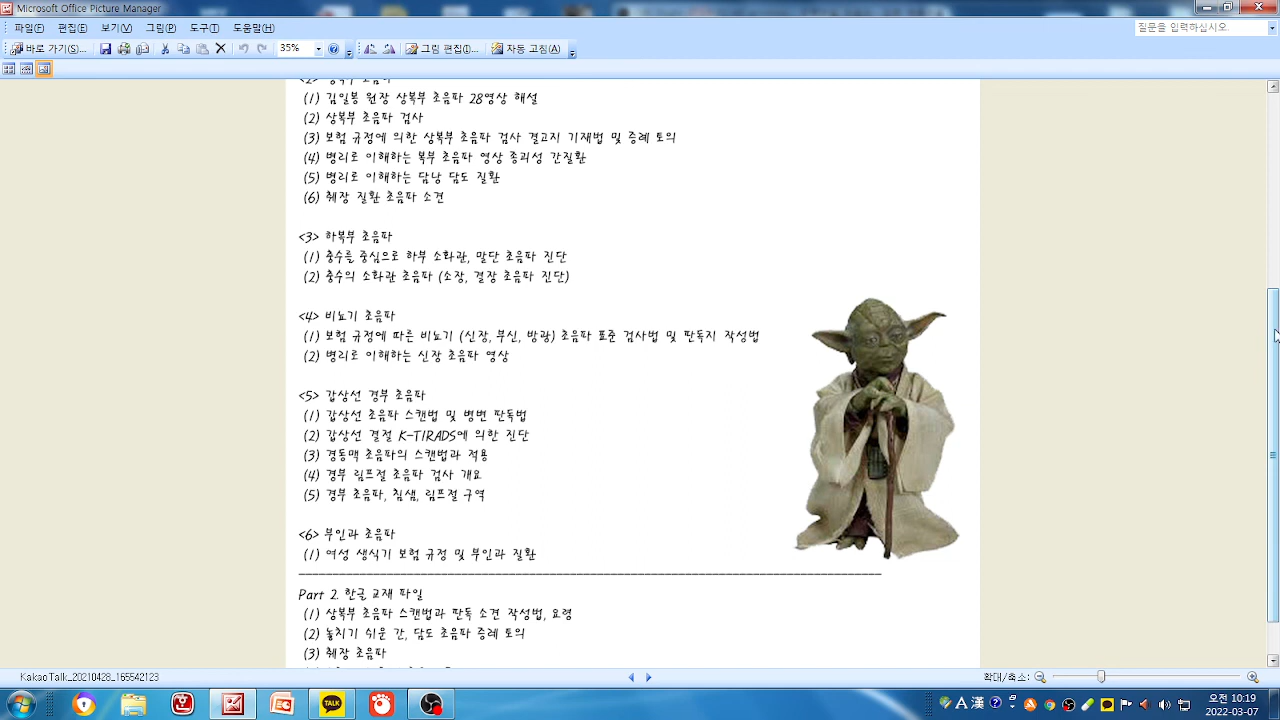 Microsoft Office Picture Manager
파일(F) 편집(E) 보기(V) 그림(P) 도구(T) 도움말(H)
질문을 입력하십시오.
바로 가기(S)... 35% 그림 편집(D)... 자동 고침(A)
(1) 김일봉 원장 상복부 초음파 28영상 해설
(2) 상복부 초음파 검사
(3) 보험 규정에 의한 상복부 초음파 검사 결고지 기재법 및 증례 토의
(4) 병리로 이해하는 복부 초음파 영상 종괴성 간질환
(5) 병리로 이해하는 담낭 담도 질환
(6) 췌장 질환 초음파 소견
<3> 하복부 초음파
(1) 충수를 중심으로 하부 소화관, 말단 초음파 진단
(2) 충수의 소화관 초음파 (소장, 결장 초음파 진단)
<4> 비뇨기 초음파
(1) 보험 규정에 따른 비뇨기 (신장, 부신, 방광) 초음파 표준 검사법 및 판독지 작성법
(2) 병리로 이해하는 신장 초음파 영상
<5> 갑상선 경부 초음파
(1) 갑상선 초음파 스캔법 및 병변 판독법
(2) 갑상선 결절 K-TIRADS에 의한 진단
(3) 경동맥 초음파의 스캔법과 적용
(4) 경부 림프절 초음파 검사 개요
(5) 경부 초음파, 침샘, 림프절 구역
<6> 부인과 초음파
(1) 여성 생식기 보험 규정 및 부인과 질환
Part 2. 한글 교재 파일
(1) 상복부 초음파 스캔법과 판독 소견 작성법, 요령
(2) 놓치기 쉬운 간, 담도 초음파 증례 토의
(3) 췌장 초음파
KakaoTalk_20210428_165542123
확대/축소:
TALK
A 漢
오전 10:19
2022-03-07